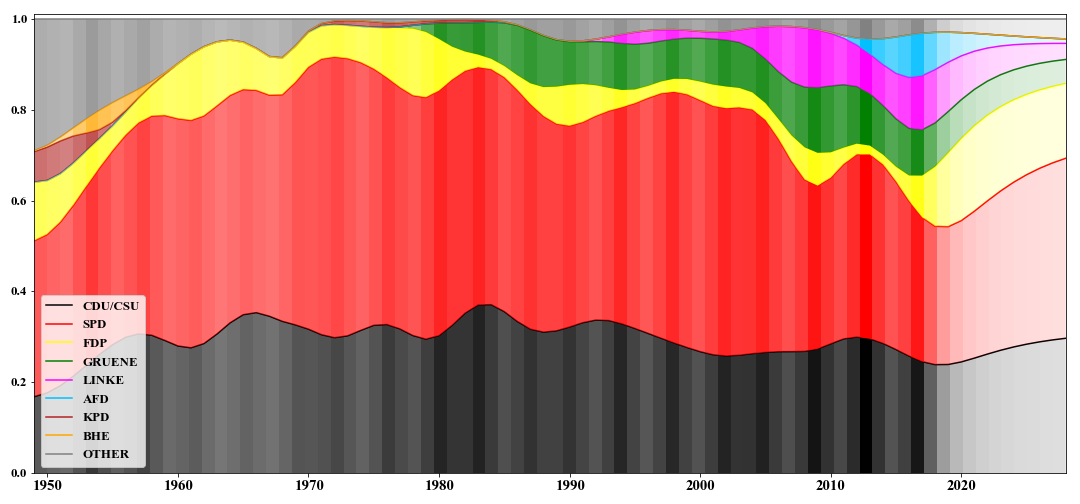 1.0
0.8
0.6
0.4
0.2
0.0
CDU/CSU
SPD
FDP
GRUENE
LINKE
AFD
KPD
BHE
OTHER
1950 1960 1970 1980 1990 2000 2010 2020